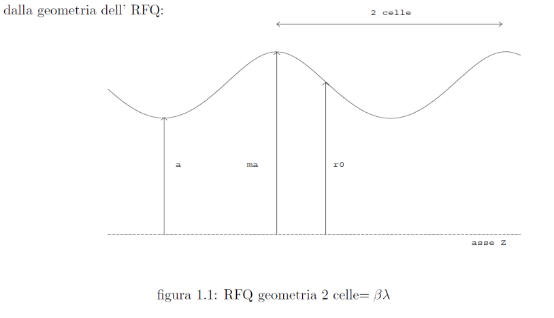 dalla geometria dell' RFQ:
2 celle
a
ma
r0
asse Z
figura 1.1: RFQ geometria 2 celle= βλ